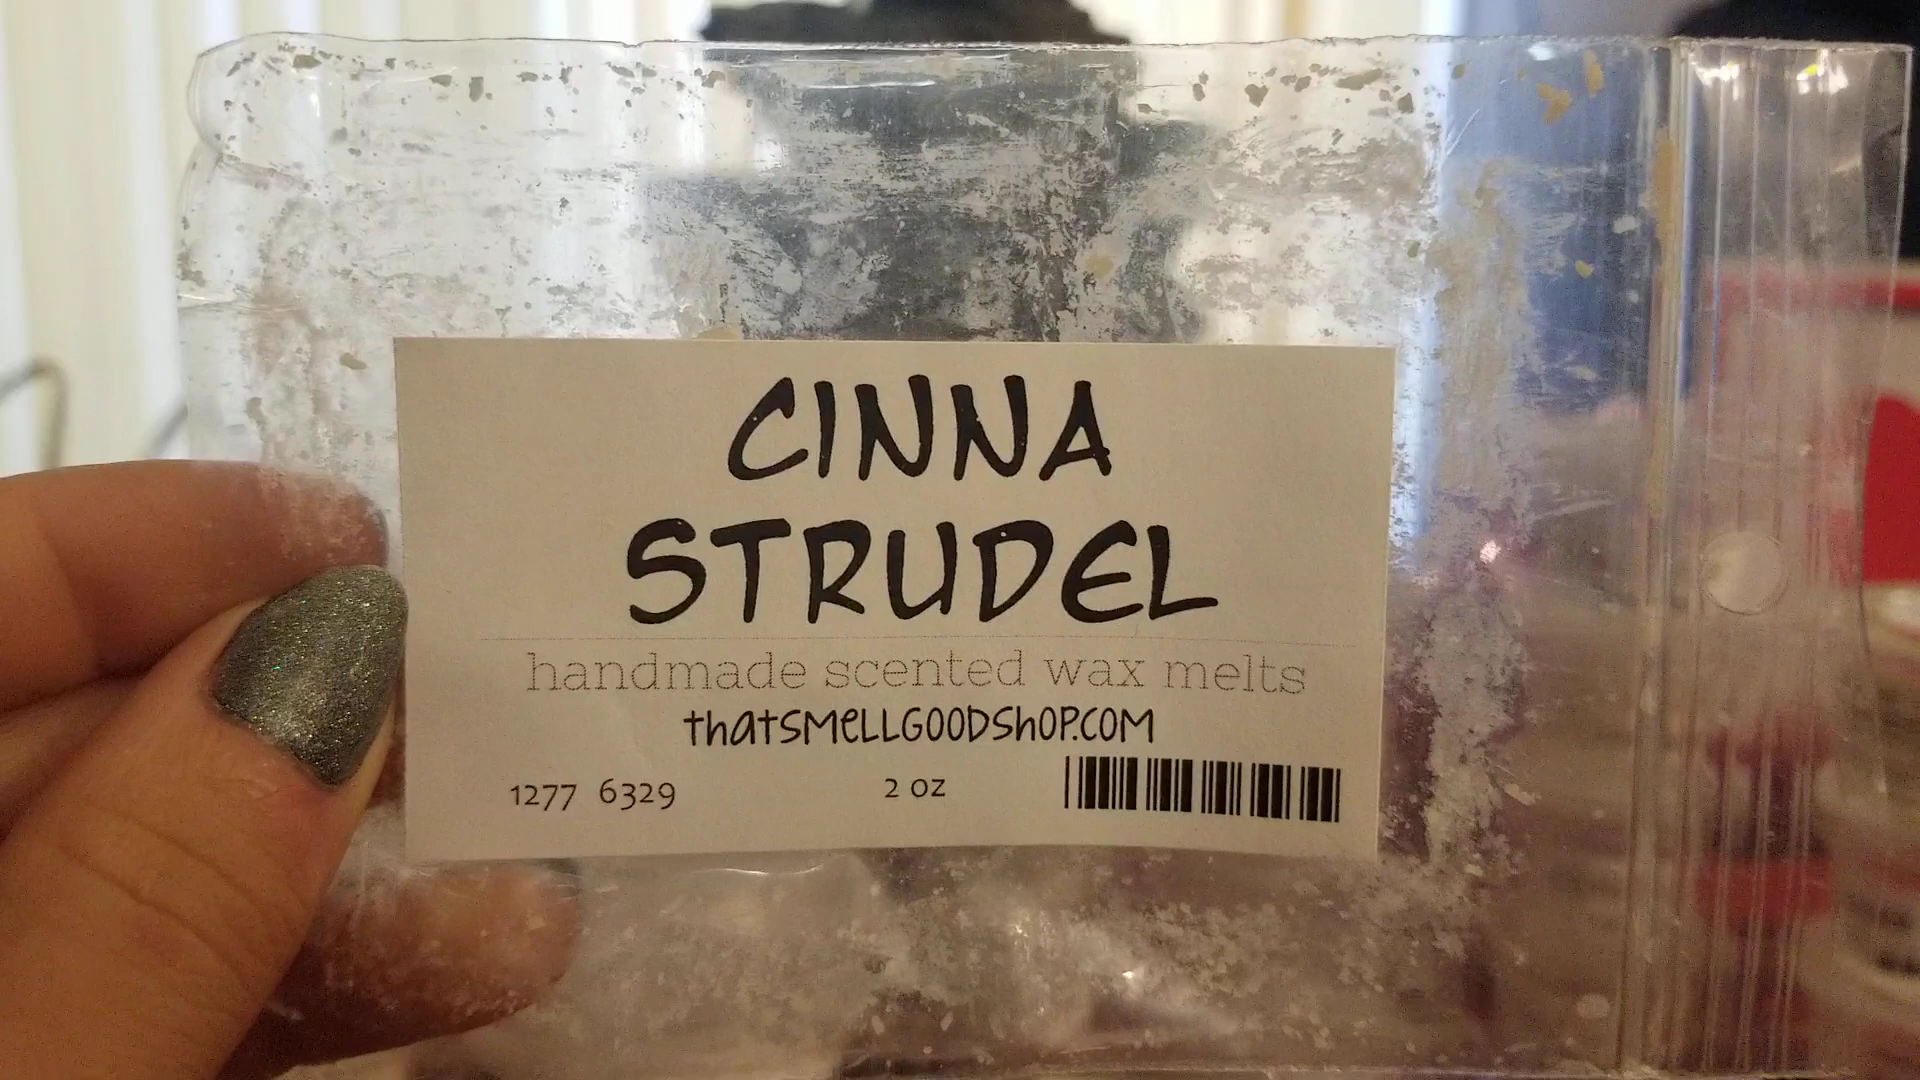 CINNA
STRUDEL
handmade scented wax melts
thatsmellgoodshop.com
1277 6329 2 oz